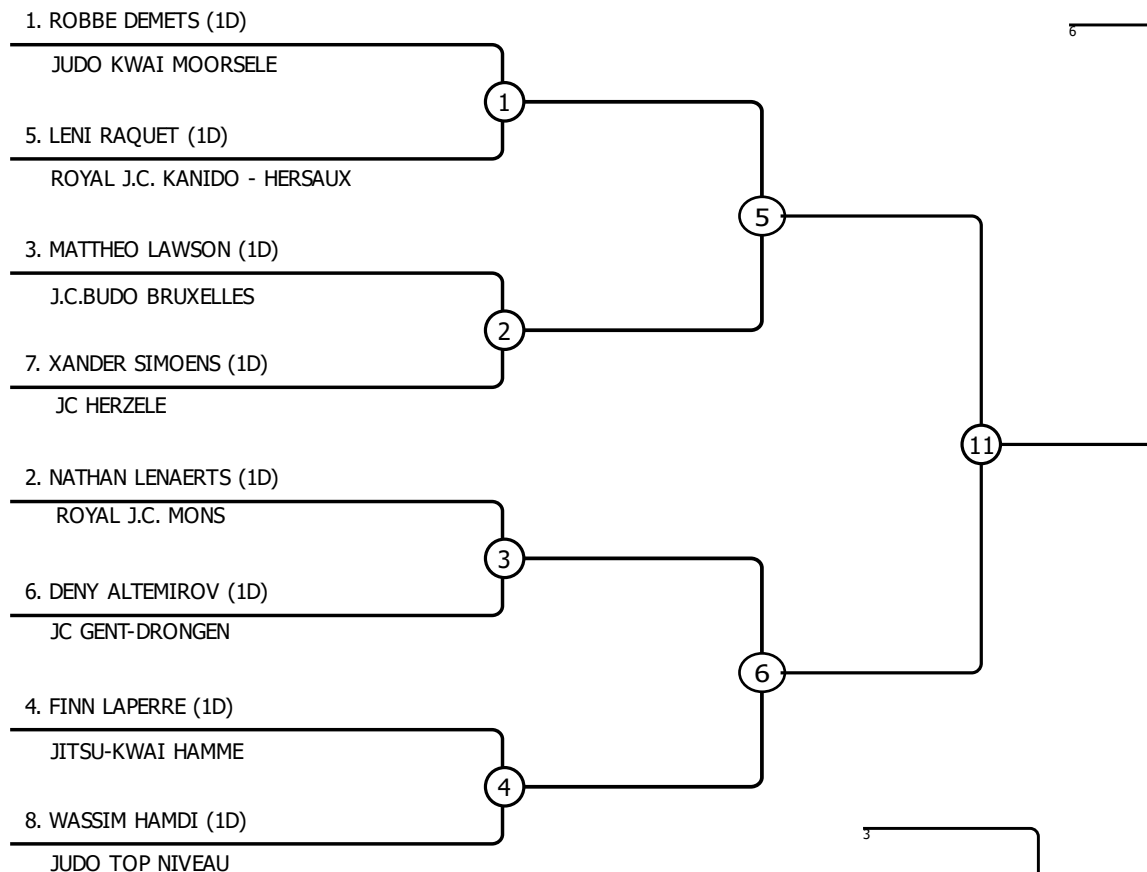 1. ROBBE DEMETS (1D)
6
JUDO KWAI MOORSELE
1
5. LENI RAQUET (1D)
ROYAL J.C. KANIDO - HERSAUX
5
3. MATTHEO LAWSON (1D)
J.C.BUDO BRUXELLES
2
7. XANDER SIMOENS (1D)
JC HERZELE
11
2. NATHAN LENAERTS (1D)
ROYAL J.C. MONS
3
6. DENY ALTEMIROV (1D)
JC GENT-DRONGEN
6
4. FINN LAPERRE (1D)
JITSU-KWAI HAMME
4
8. WASSIM HAMDI (1D)
3
JUDO TOP NIVEAU